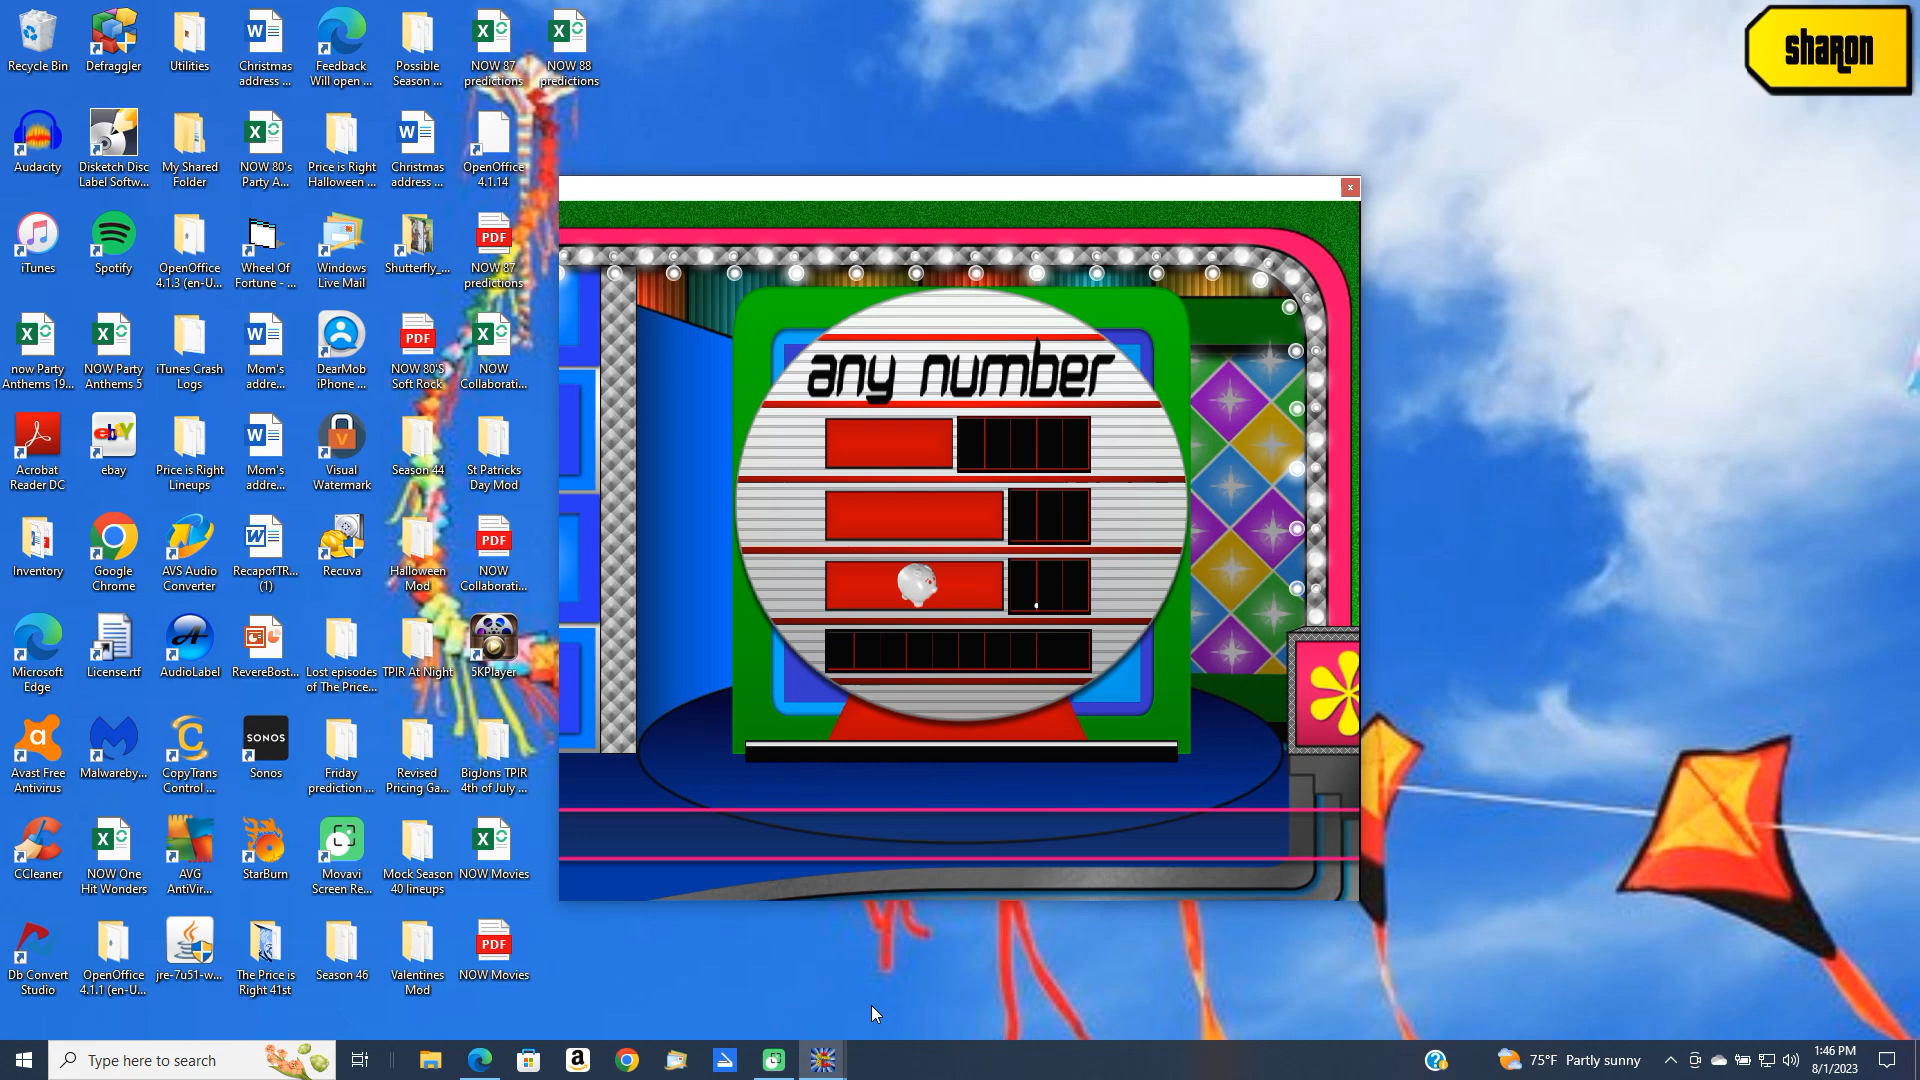 Recycle Bin
Defraggler
Utilities
Christmas
address ...
Feedback
Will open ...
Possible
Season ...
NOW 87
predictions
NOW 88
predictions
sharon
Audacity
Disketch Disc
Label Softw...
My Shared
Folder
NOW 80's
Party A...
Price is Right
Halloween ...
Christmas
address ...
OpenOffice
4.1.14
iTunes
Spotify
OpenOffice
4.1.3 (en-U...
Wheel Of
Fortune - ...
Windows
Live Mail
Shutterfly_...
PDF
NOW 87
predictions
now Party
Anthems 19...
NOW Party
Anthems 5
iTunes Crash
Logs
Mom's
addre...
DearMob
iPhone ...
PDF
NOW 80'S
Soft Rock
NOW
Collaborati...
any number
Acrobat
Reader DC
ebay
ebay
Price is Right
Lineups
Mom's
addre...
Visual
Watermark
Season 44
St Patricks
Day Mod
Inventory
Google
Chrome
AVS Audio
Converter
RecapofTR...
(1)
Recuva
Halloween
Mod
PDF
NOW
Collaborati...
Microsoft
Edge
License.rtf
AudioLabel
RevereBost...
Lost episodes
of The Price...
TPIR At Night
5KPlayer
Avast Free
Antivirus
Malwareby...
CopyTrans
Control ...
SONOS
Sonos
Friday
prediction ...
Revised
Pricing Ga...
BigJons TPIR
4th of July ...
CCleaner
NOW One
Hit Wonders
AVG
AntiVir...
StarBurn
Movavi
Screen Re...
Mock Season
40 lineups
NOW Movies
Db Convert
Studio
OpenOffice
4.1.1 (en-U...
jre-7u51-w...
The Price is
Right 41st
Season 46
Valentines
Mod
PDF
NOW Movies
Type here to search
75°F Partly sunny
1:46 PM
8/1/2023